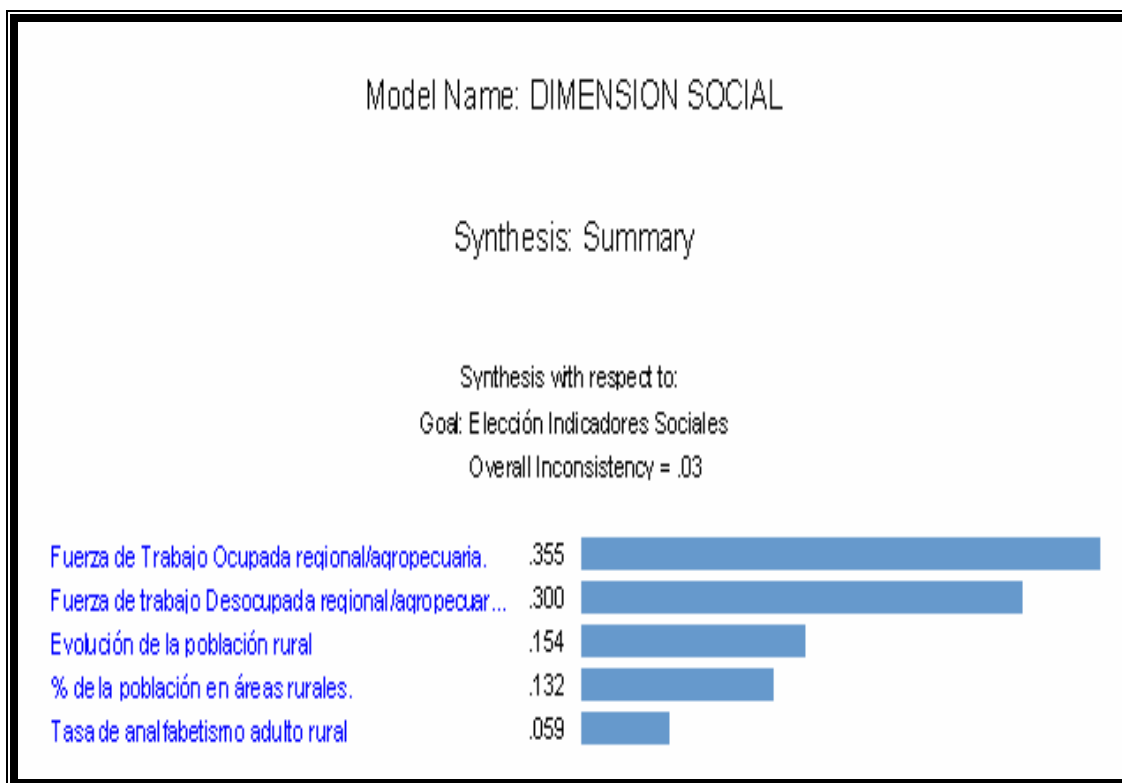 Model Name: DIMENSION SOCIAL
Synthesis: Summary
Synthesis with respect to:
Goal: Elección Indicadores Sociales
Overall Inconsistency = .03
Fuerza de Trabajo Ocupada regional/agropecuaria. .355
Fuerza de trabajo Desocupada regional/agropecuar... .300
Evolución de la población rural .154
% de la población en áreas rurales. .132
Tasa de analfabetismo adulto rural .059